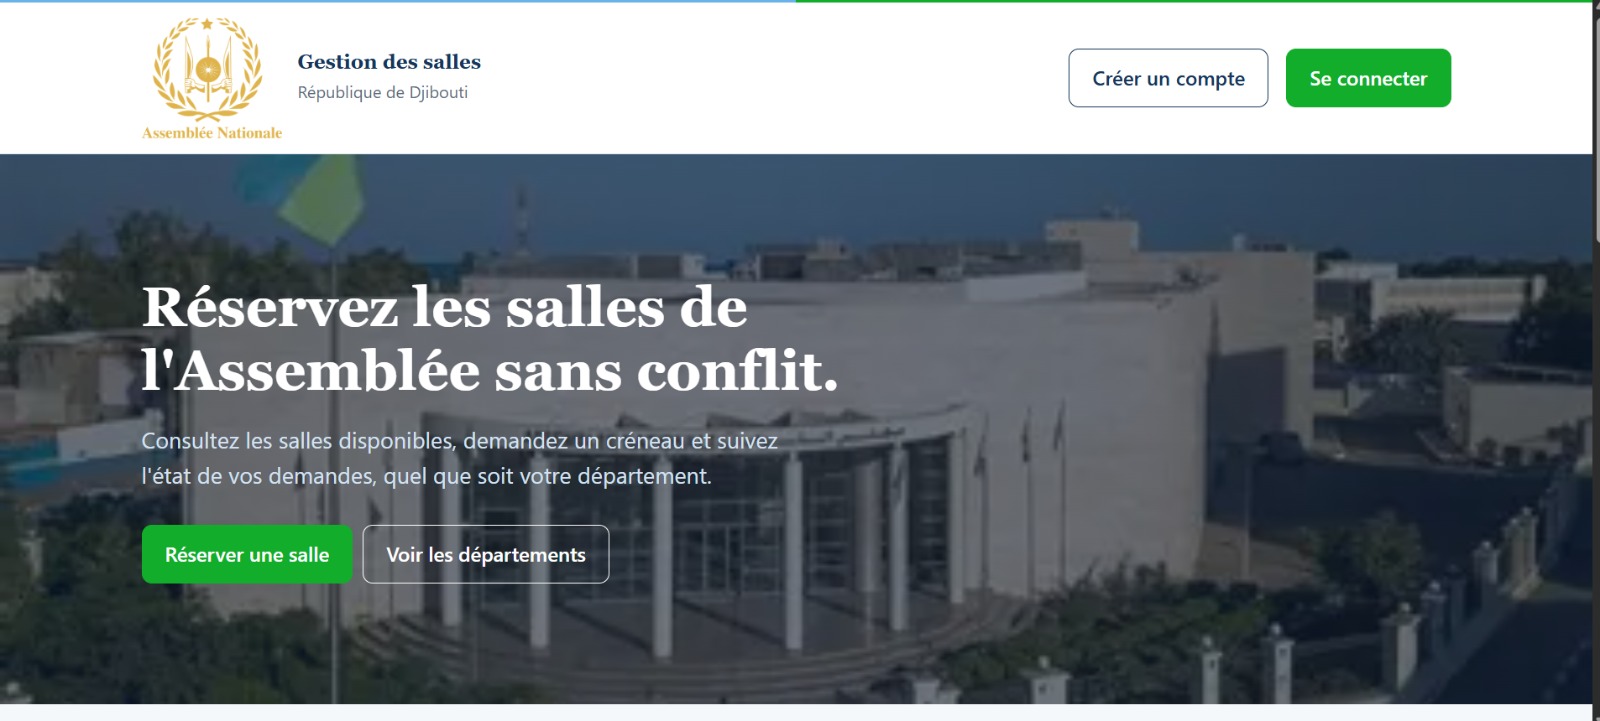 Assemblée Nationale
Gestion des salles
République de Djibouti
Créer un compte
Se connecter
Réservez les salles de
l'Assemblée sans conflit.
Consultez les salles disponibles, demandez un créneau et suivez
l'état de vos demandes, quel que soit votre département.
Réserver une salle
Voir les départements